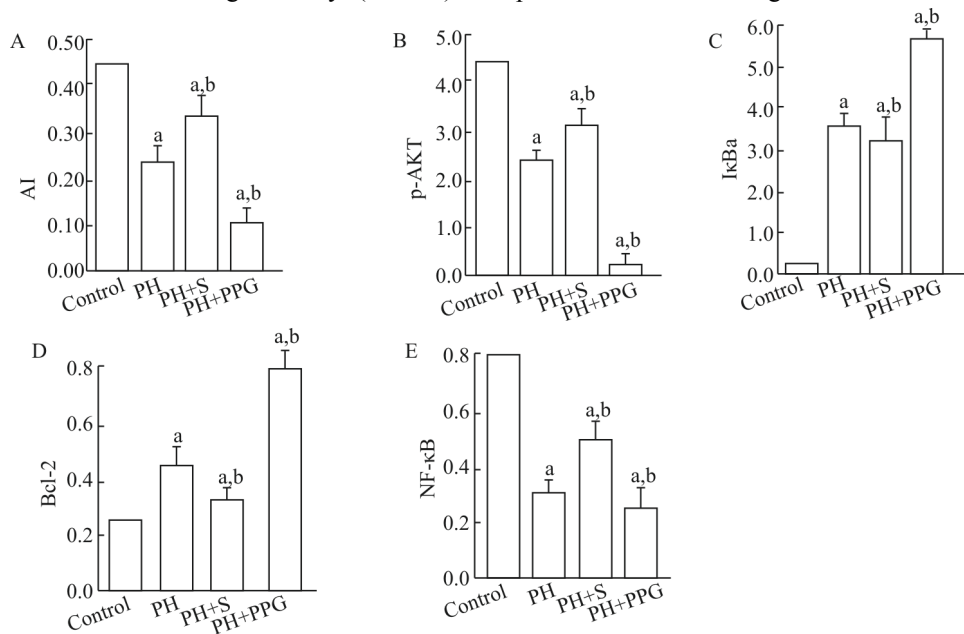 A
0.50
0.40
0.30
0.20
0.10
0.00
AI
a
a,b
a,b
Control
PH
PH+S
PH+PPG
B
5.0
4.0
3.0
2.0
1.0
0.0
p-AKT
a
a,b
a,b
Control
PH
PH+S
PH+PPG
C
6.0
5.0
4.0
3.0
2.0
1.0
0.0
IκBa
a
a,b
a,b
Control
PH
PH+S
PH+PPG
D
0.8
0.6
0.4
0.2
0.0
Bcl-2
a
a,b
a,b
Control
PH
PH+S
PH+PPG
E
0.8
0.6
0.4
0.2
0.0
NF-κB
a
a,b
a,b
Control
PH
PH+S
PH+PPG